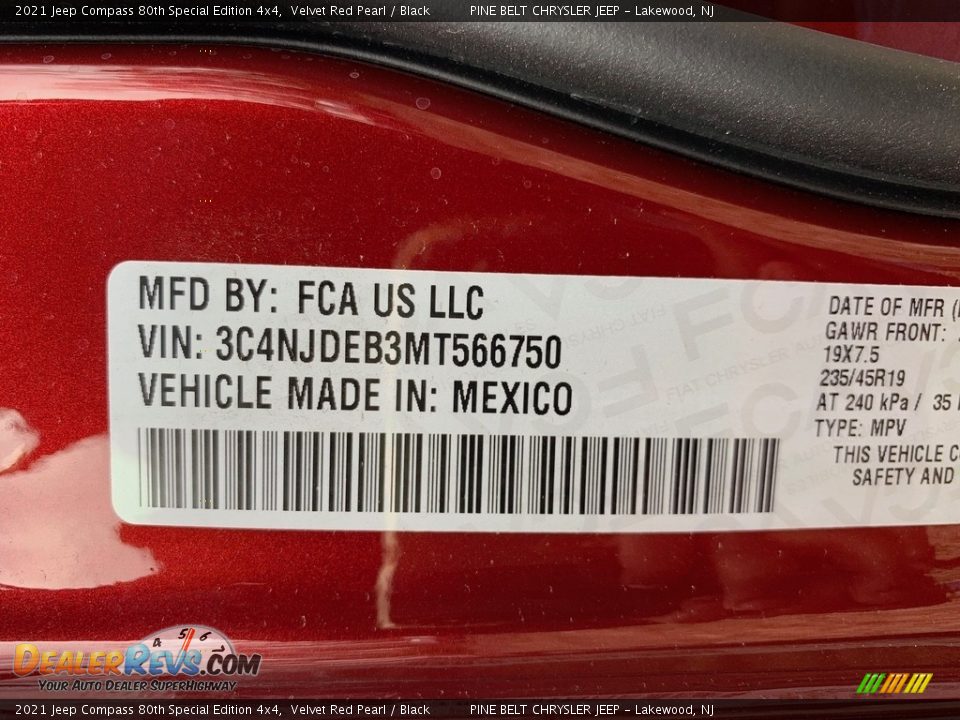 2021 Jeep Compass 80th Special Edition 4x4, Velvet Red Pearl / Black PINE BELT CHRYSLER JEEP - Lakewood, NJ
MFD BY: FCA US LLC
VIN: 3C4NJDEB3MT566750
VEHICLE MADE IN: MEXICO
DATE OF MFR
GAWR FRONT:
19X7.5
235/45R19
AT 240 kPa / 35
TYPE: MPV
THIS VEHICLE
SAFETY AND
4 5 6
DEALERREVS.COM
YOUR AUTO DEALER SUPERHIGHWAY
2021 Jeep Compass 80th Special Edition 4x4, Velvet Red Pearl / Black PINE BELT CHRYSLER JEEP - Lakewood, NJ